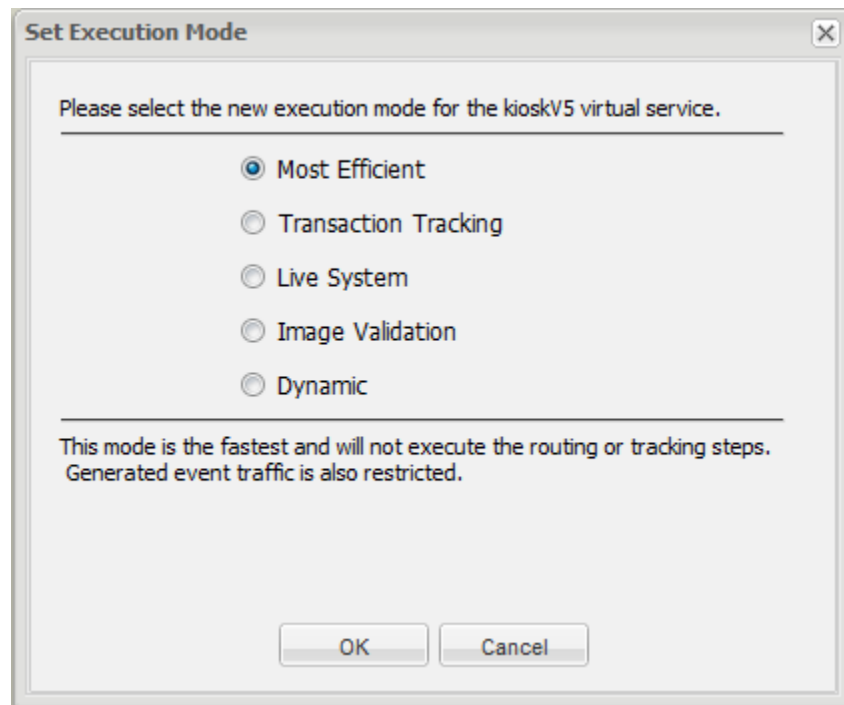 Set Execution Mode
Please select the new execution mode for the kioskV5 virtual service.
Most Efficient
Transaction Tracking
Live System
Image Validation
Dynamic
This mode is the fastest and will not execute the routing or tracking steps.
Generated event traffic is also restricted.
OK Cancel